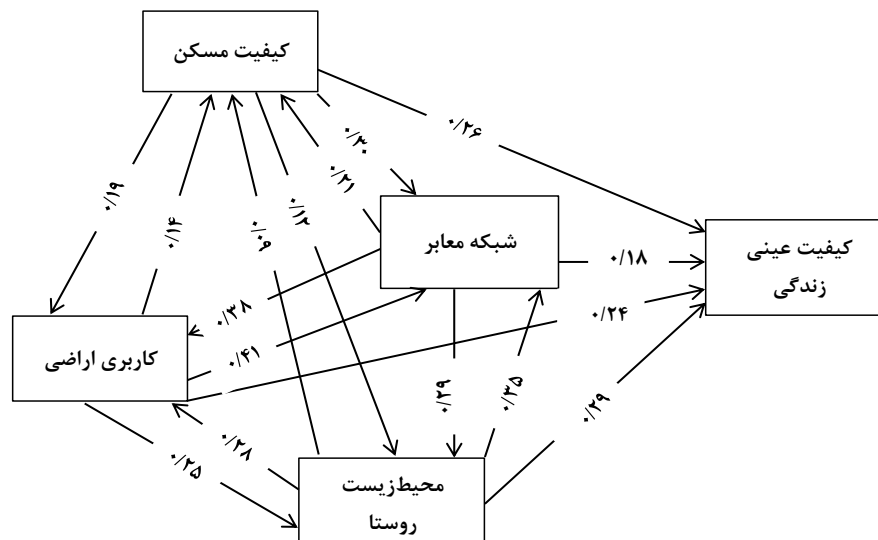 کیفیت مسکن
۰/۲۶
۰/۳۰
۰/۲۱
۰/۱۹
۰/۱۴
۰/۰۹
۰/۱۲
شبکه معابر
کیفیت عینی
زندگی
۰/۱۸
۰/۳۸
۰/۲۴
کاربری اراضی
۰/۴۱
۰/۲۹
۰/۳۵
۰/۲۹
۰/۲۵
۰/۲۸
محیط‌زیست
روستا